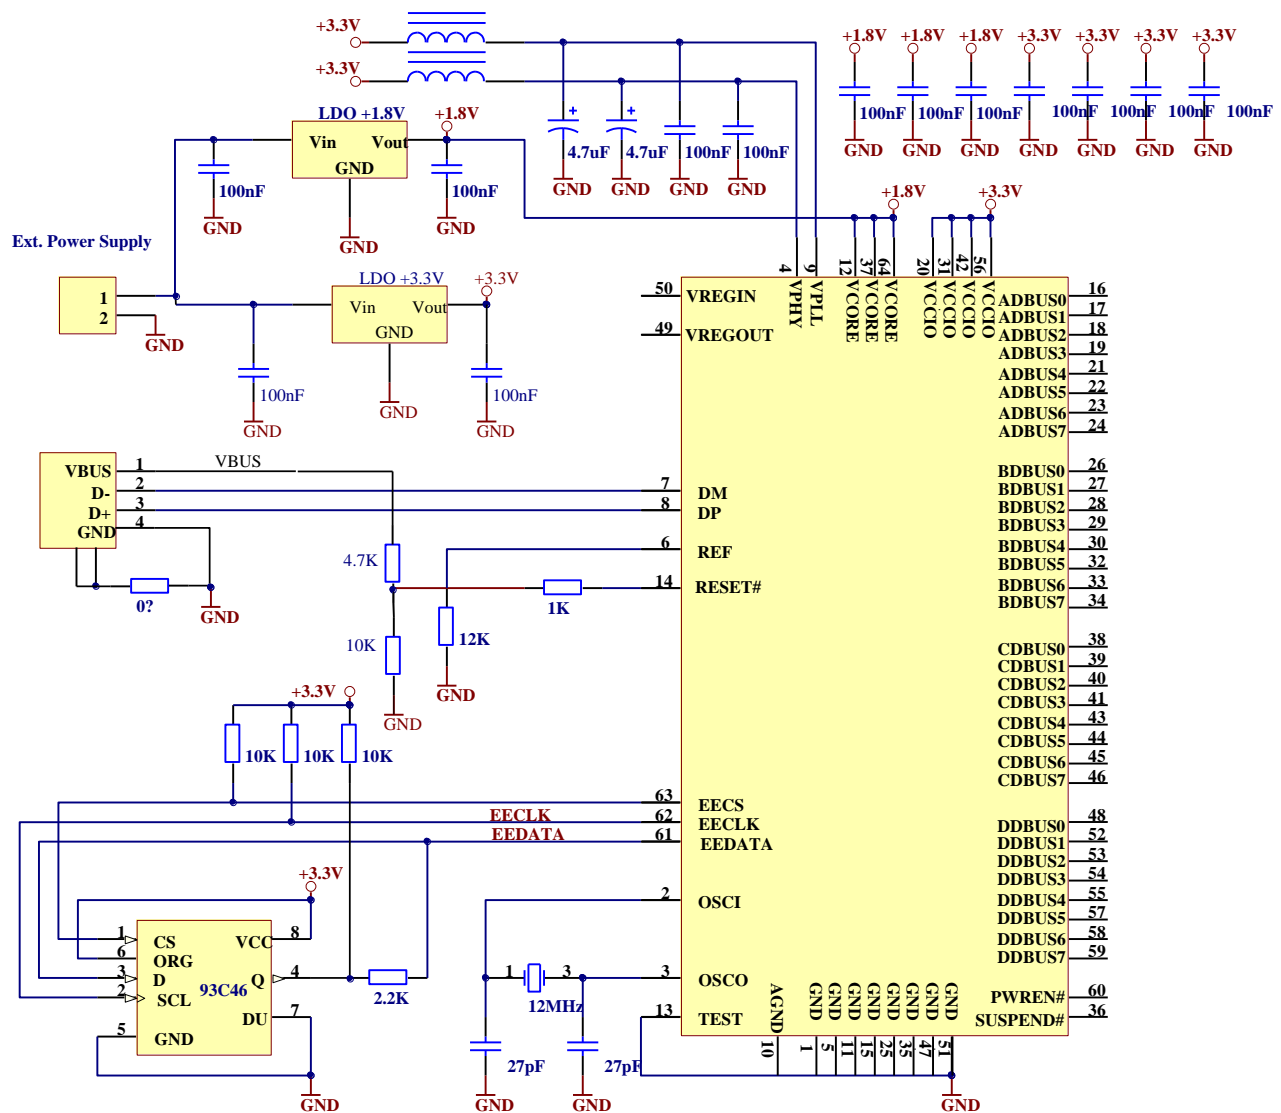 +3.3V
+3.3V
+1.8V
+1.8V
+1.8V
+3.3V
+3.3V
+3.3V
+3.3V
100nF
100nF
100nF
100nF
100nF
100nF
100nF
GND
GND
GND
GND
GND
GND
GND
4.7uF
4.7uF
100nF
100nF
GND
GND
GND
GND
LDO +1.8V
+1.8V
Vin
Vout
GND
100nF
100nF
GND
GND
GND
Ext. Power Supply
1
2
GND
LDO +3.3V
+3.3V
Vin
Vout
GND
100nF
100nF
GND
GND
GND
+1.8V
+3.3V
4
9
12
37
64
20
31
42
56
VPHY
VPLL
VCORE
VCORE
VCORE
VCCIO
VCCIO
VCCIO
VCCIO
50
VREGIN
49
VREGOUT
VBUS
1
VBUS
D-
2
D+
3
GND
4
0?
GND
7
DM
8
DP
6
REF
14
RESET#
4.7K
1K
10K
12K
GND
GND
+3.3V
10K
10K
10K
63
EECS
EECLK
62
EECLK
EEDATA
61
EEDATA
+3.3V
1
CS
VCC
8
6
ORG
3
D
93C46
Q
4
2
SCL
DU
7
5
GND
2.2K
GND
2
OSCI
1
3
12MHz
3
OSCO
13
TEST
27pF
27pF
GND
GND
AGND
GND
GND
GND
GND
GND
GND
GND
GND
10
1
5
11
15
25
35
47
51
GND
ADBUS0
16
ADBUS1
17
ADBUS2
18
ADBUS3
19
ADBUS4
21
ADBUS5
22
ADBUS6
23
ADBUS7
24
BDBUS0
26
BDBUS1
27
BDBUS2
28
BDBUS3
29
BDBUS4
30
BDBUS5
32
BDBUS6
33
BDBUS7
34
CDBUS0
38
CDBUS1
39
CDBUS2
40
CDBUS3
41
CDBUS4
43
CDBUS5
44
CDBUS6
45
CDBUS7
46
DDBUS0
48
DDBUS1
52
DDBUS2
53
DDBUS3
54
DDBUS4
55
DDBUS5
57
DDBUS6
58
DDBUS7
59
PWREN#
60
SUSPEND#
36